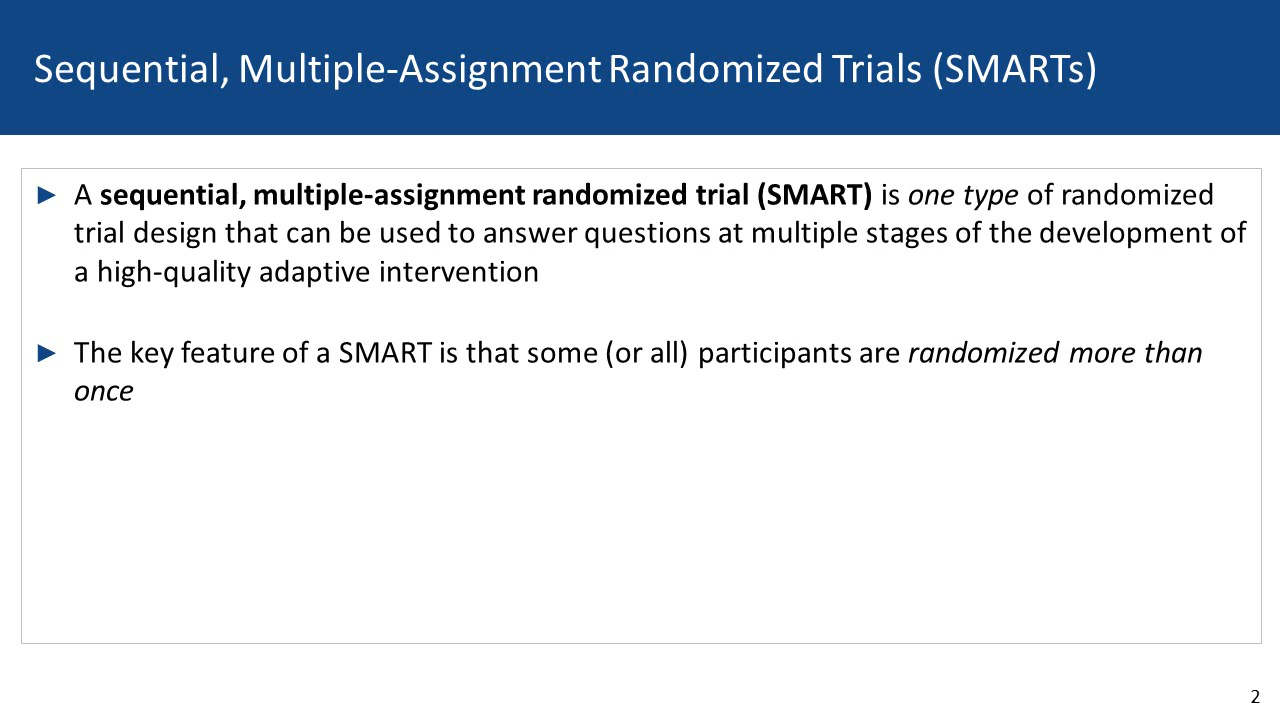 Sequential, Multiple-Assignment Randomized Trials (SMARTs)
► A sequential, multiple-assignment randomized trial (SMART) is one type of randomized
trial design that can be used to answer questions at multiple stages of the development of
a high-quality adaptive intervention
► The key feature of a SMART is that some (or all) participants are randomized more than
once
2